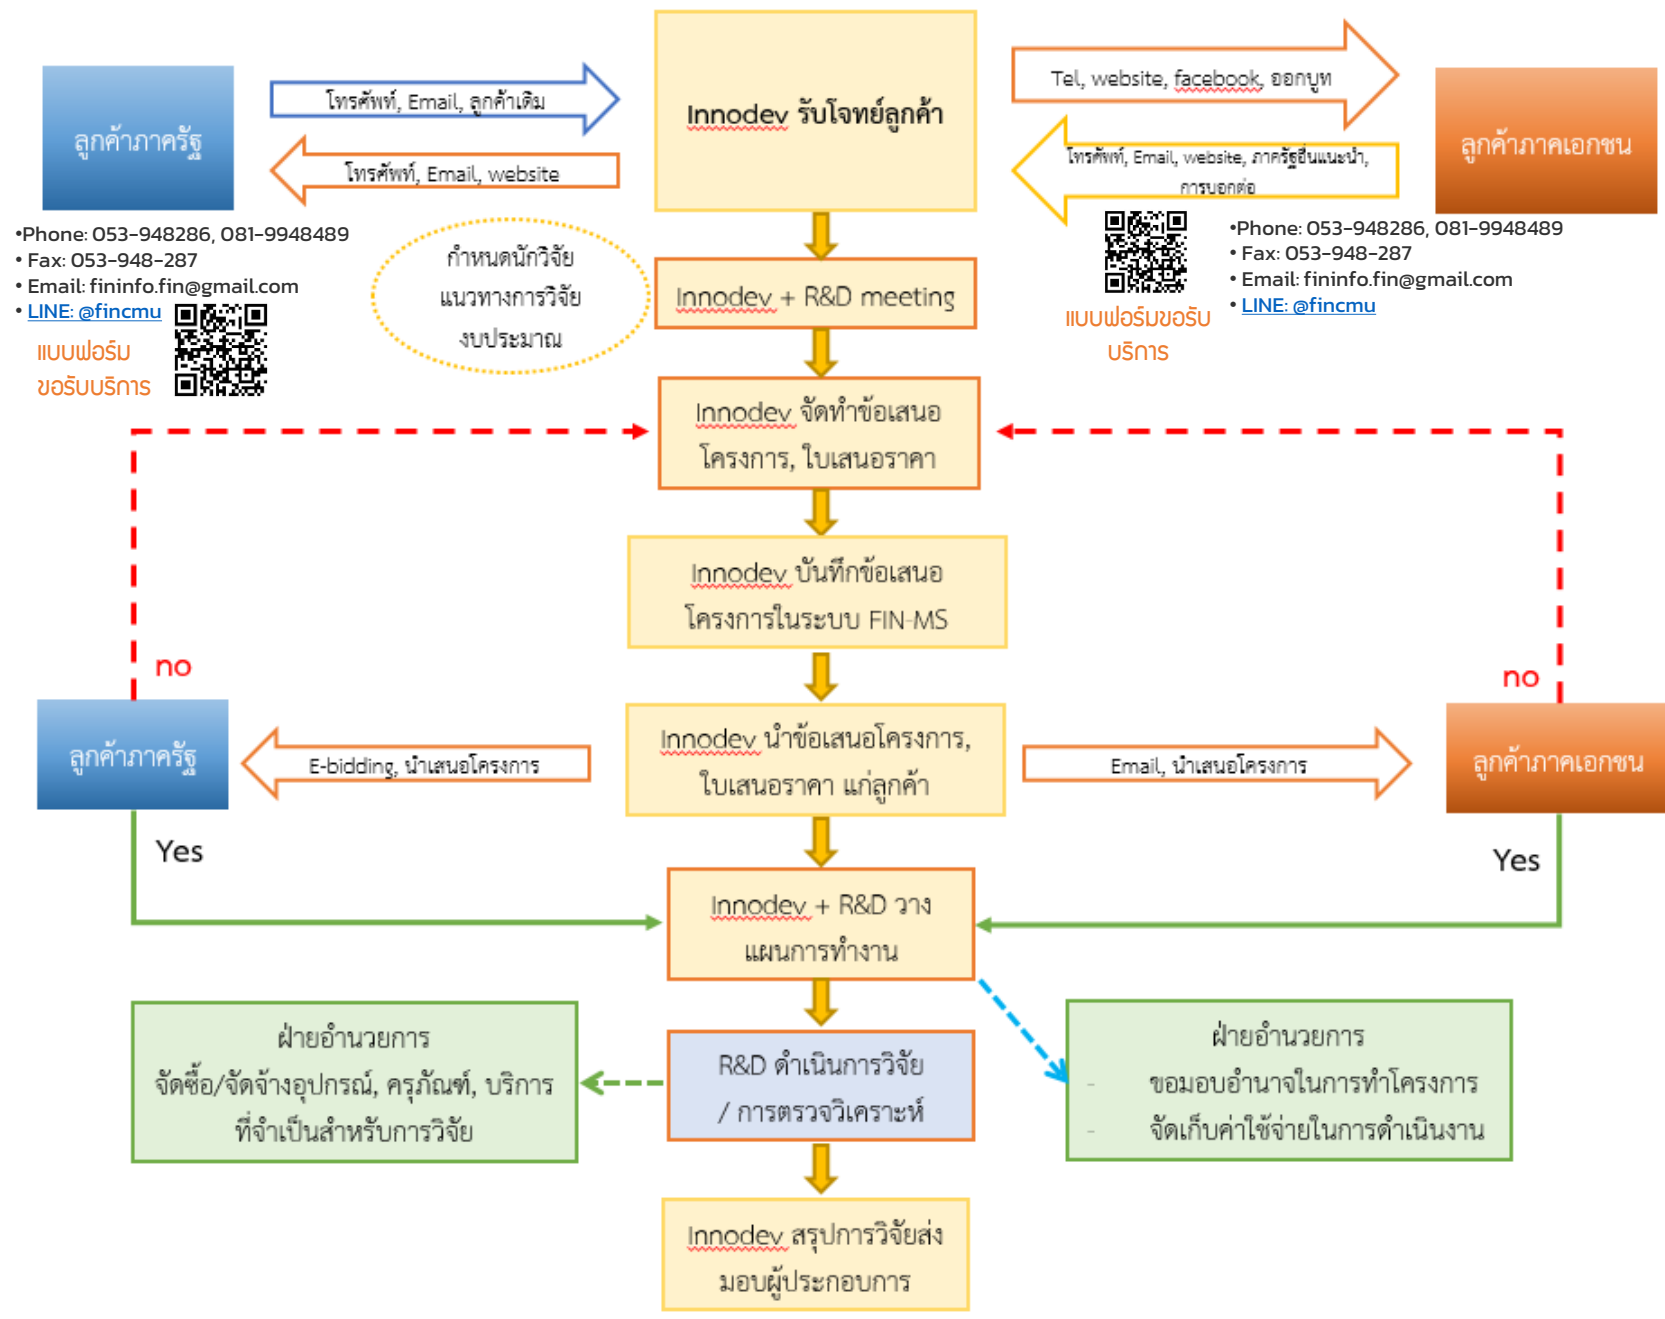 ลูกค้าภาครัฐ
โทรศัพท์, Email, ลูกค้าเดิม
โทรศัพท์, Email, website
Innodev รับโจทย์ลูกค้า
Tel, website, facebook, ออกบูท
โทรศัพท์, Email, website, ภาครัฐอื่นแนะนำ,
การบอกต่อ
ลูกค้าภาคเอกชน
•Phone: 053-948286, 081-9948489
• Fax: 053-948-287
• Email: fininfo.fin@gmail.com
• LINE: @fincmu
แบบฟอร์ม
ขอรับบริการ
กำหนดนักวิจัย
แนวทางการวิจัย
งบประมาณ
Innodev + R&D meeting
แบบฟอร์มขอรับ
บริการ
•Phone: 053-948286, 081-9948489
• Fax: 053-948-287
• Email: fininfo.fin@gmail.com
• LINE: @fincmu
Innodev จัดทำข้อเสนอ
โครงการ, ใบเสนอราคา
Innodev บันทึกข้อเสนอ
โครงการในระบบ FIN-MS
no
no
ลูกค้าภาครัฐ
E-bidding, นำเสนอโครงการ
Innodev นำข้อเสนอโครงการ,
ใบเสนอราคา แก่ลูกค้า
Email, นำเสนอโครงการ
ลูกค้าภาคเอกชน
Yes
Yes
Innodev + R&D วาง
แผนการทำงาน
ฝ่ายอำนวยการ
จัดซื้อ/จัดจ้างอุปกรณ์, ครุภัณฑ์, บริการ
ที่จำเป็นสำหรับการวิจัย
R&D ดำเนินการวิจัย
/ การตรวจวิเคราะห์
ฝ่ายอำนวยการ
- ขอมอบอำนาจในการทำโครงการ
- จัดเก็บค่าใช้จ่ายในการดำเนินงาน
Innodev สรุปการวิจัยส่ง
มอบผู้ประกอบการ